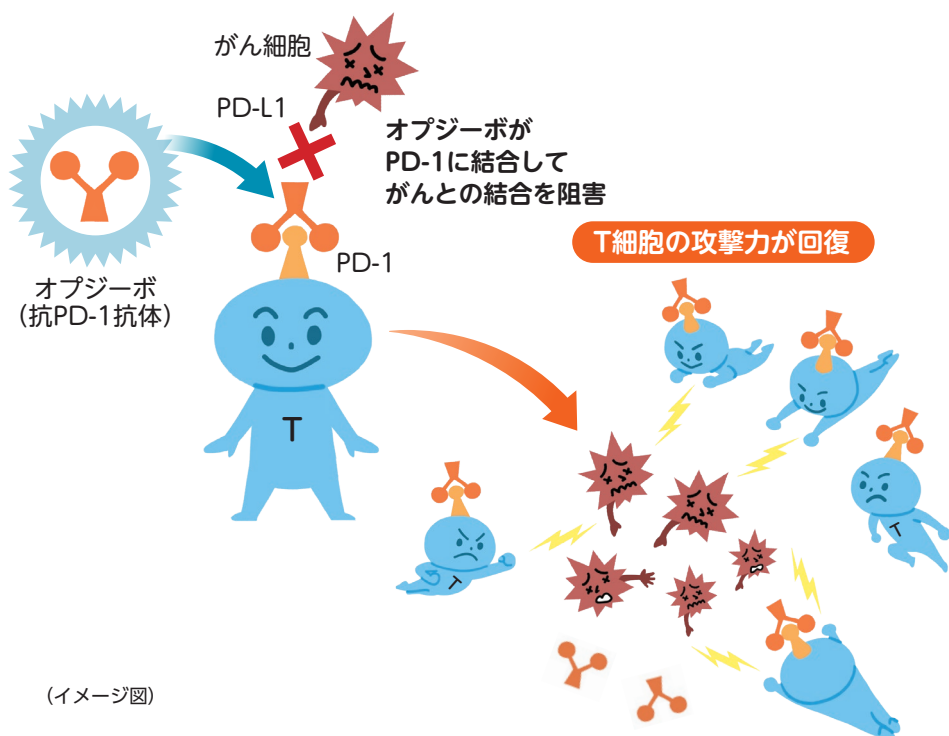 がん細胞
PD-L1
オプジーボが
PD-1に結合して
がんとの結合を阻害
T細胞の攻撃力が回復
PD-1
オプジーボ
（抗PD-1抗体）
T
T
T
（イメージ図）